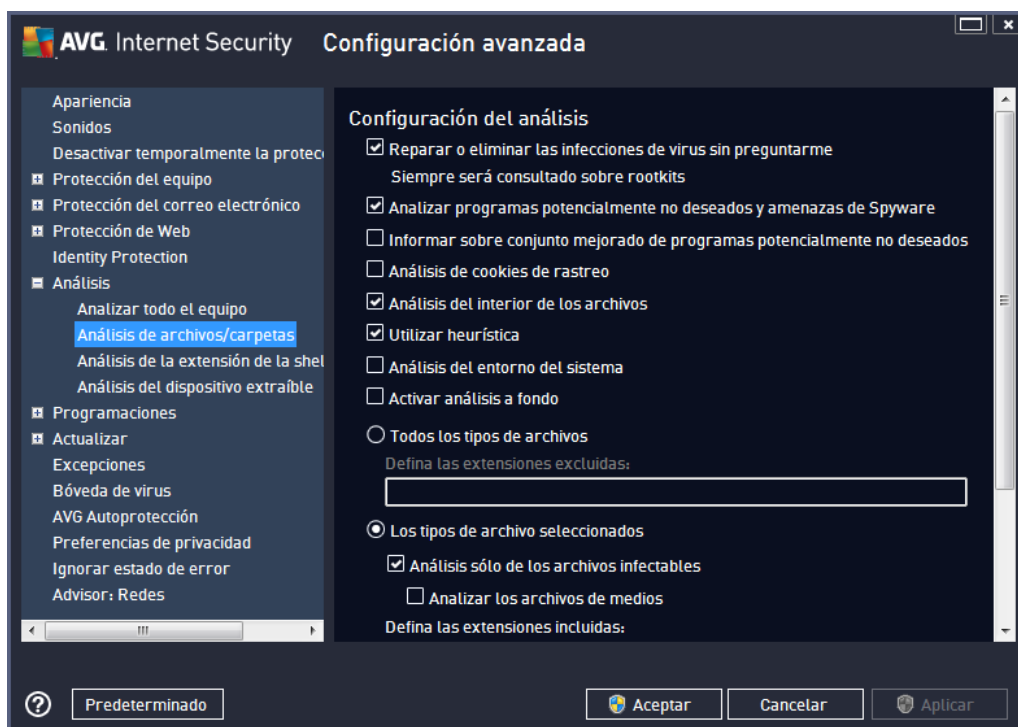 AVG. Internet Security Configuración avanzada
Apariencia
Sonidos
Desactivar temporalmente la protec
Protección del equipo
Protección del correo electrónico
Protección de Web
Identity Protection
Análisis
Analizar todo el equipo
Análisis de archivos/carpetas
Análisis de la extensión de la shel
Análisis del dispositivo extraíble
Programaciones
Actualizar
Excepciones
Bóveda de virus
AVG Autoprotección
Preferencias de privacidad
Ignorar estado de error
Advisor: Redes
Configuración del análisis
Reparar o eliminar las infecciones de virus sin preguntarme
Siempre será consultado sobre rootkits
Analizar programas potencialmente no deseados y amenazas de Spyware
Informar sobre conjunto mejorado de programas potencialmente no deseados
Análisis de cookies de rastreo
Análisis del interior de los archivos
Utilizar heurística
Análisis del entorno del sistema
Activar análisis a fondo
Todos los tipos de archivos
Defina las extensiones excluidas:
Los tipos de archivo seleccionados
Análisis sólo de los archivos infectables
Analizar los archivos de medios
Defina las extensiones incluidas:
Predeterminado
Aceptar
Cancelar
Aplicar